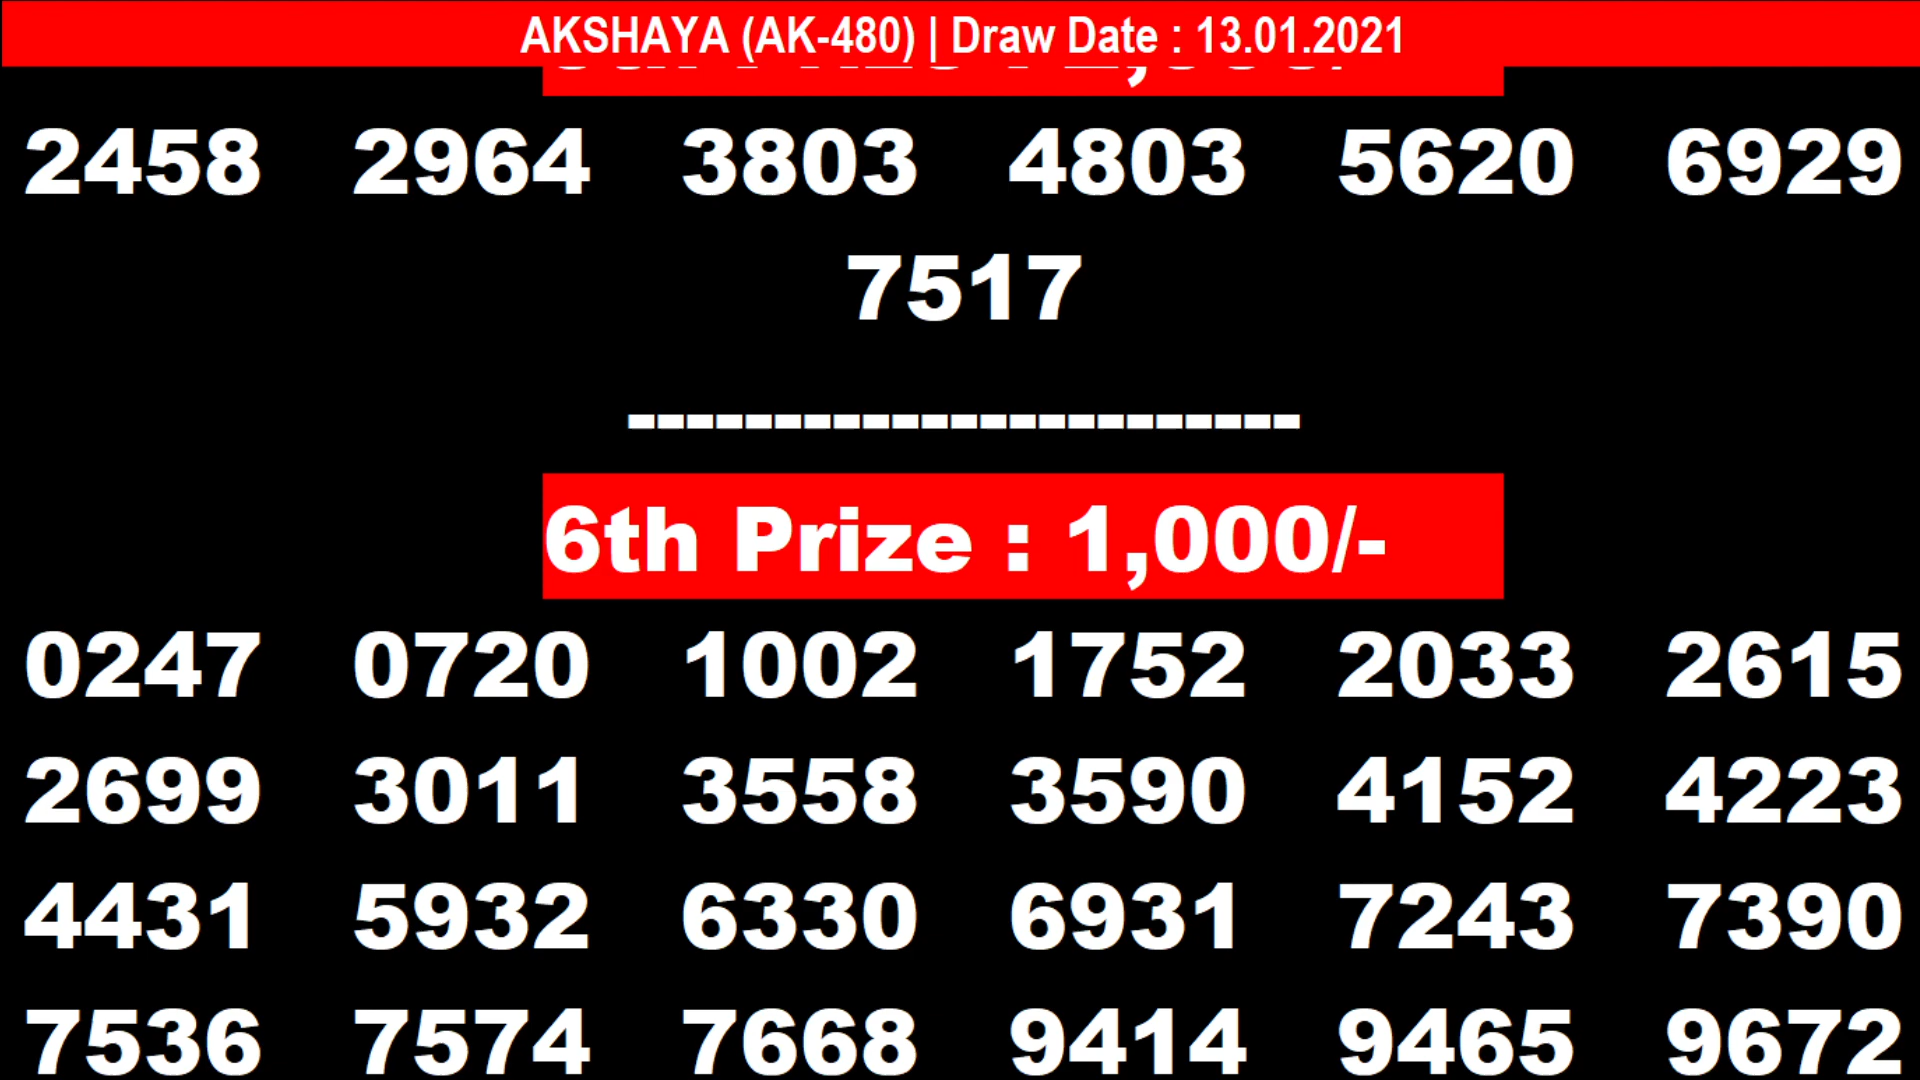 AKSHAYA (AK-480) | Draw Date : 13.01.2021
2458 2964 3803 4803 5620 6929
7517
-----------------------
6th Prize : 1,000/-
0247 0720 1002 1752 2033 2615
2699 3011 3558 3590 4152 4223
4431 5932 6330 6931 7243 7390
7536 7574 7668 9414 9465 9672